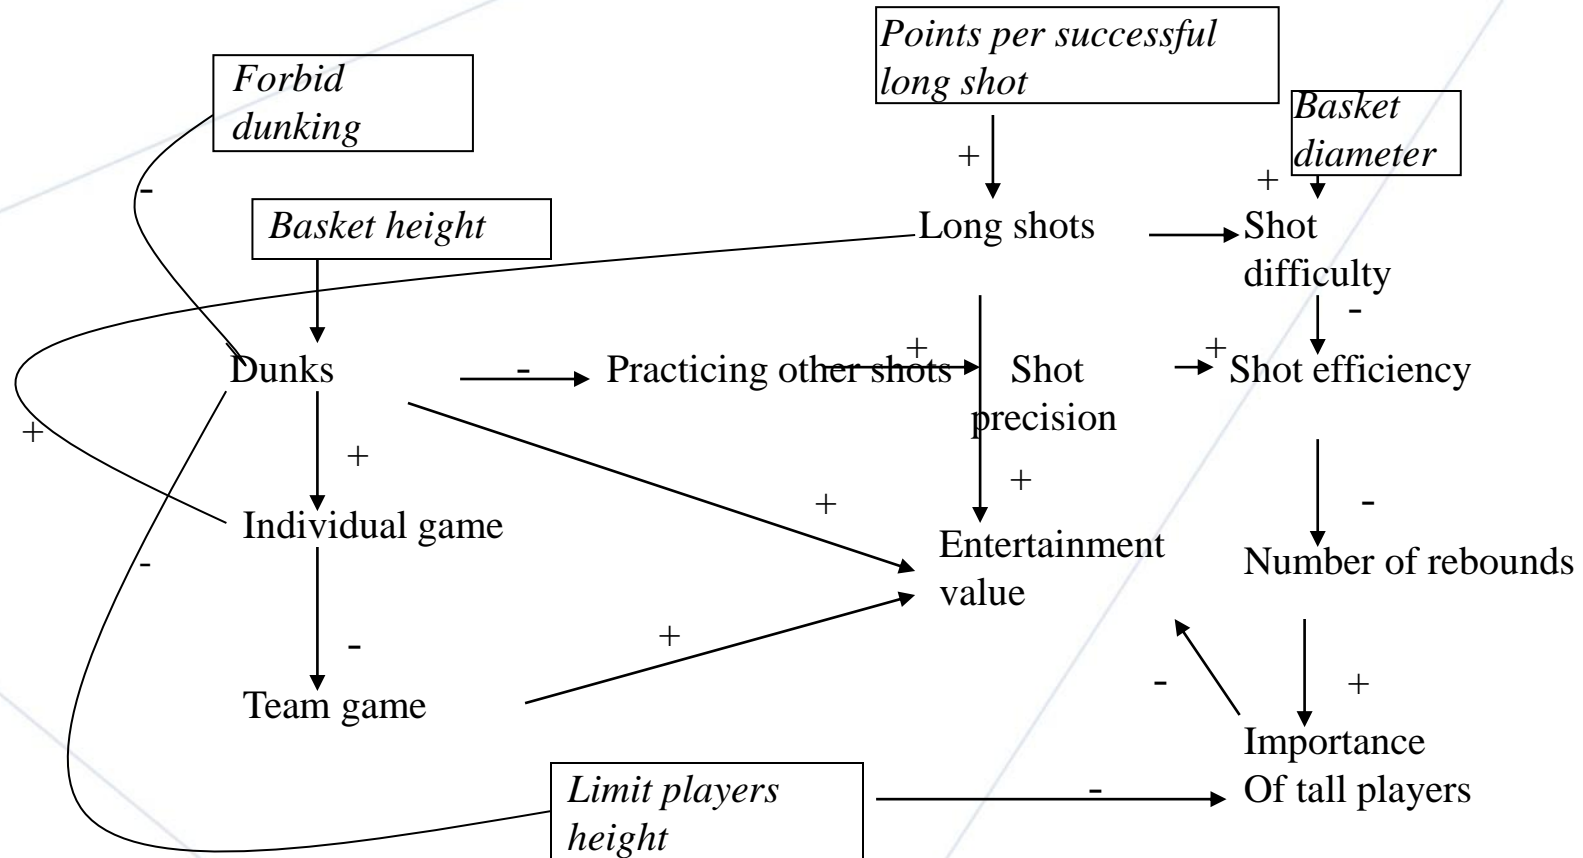 Points per successful
long shot
Forbid
dunking
Basket
diameter
+
+
-
Basket height
Long shots
Shot
difficulty
-
Dunks
-
Practicing other shots
+
Shot
precision
+
Shot efficiency
+
+
+
+
-
Individual game
Entertainment
value
Number of rebounds
-
-
+
-
+
Team game
Importance
Of tall players
Limit players
height
-